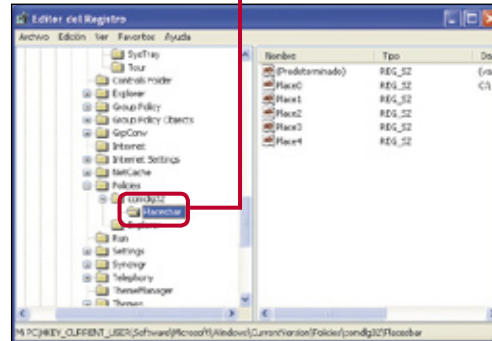 Editor del Registro
Archivo Edición Ver Favoritos Ayuda
SysTray
Tour
Controls Folder
Explorer
Group Policy
Group Policy Objects
GrpConv
Internet
Internet Settings
NetCache
Policies
comdlg32
Placesbar
Explorer
Run
Settings
Syncmgr
Telephony
ThemeManager
Themes
Nombre Tipo
(Predeterminado) REG_SZ
Place0 REG_SZ
Place1 REG_SZ
Place2 REG_SZ
Place3 REG_SZ
Place4 REG_SZ
Mi PC\HKEY_CURRENT_USER\Software\Microsoft\Windows\CurrentVersion\Policies\comdlg32\Placesbar